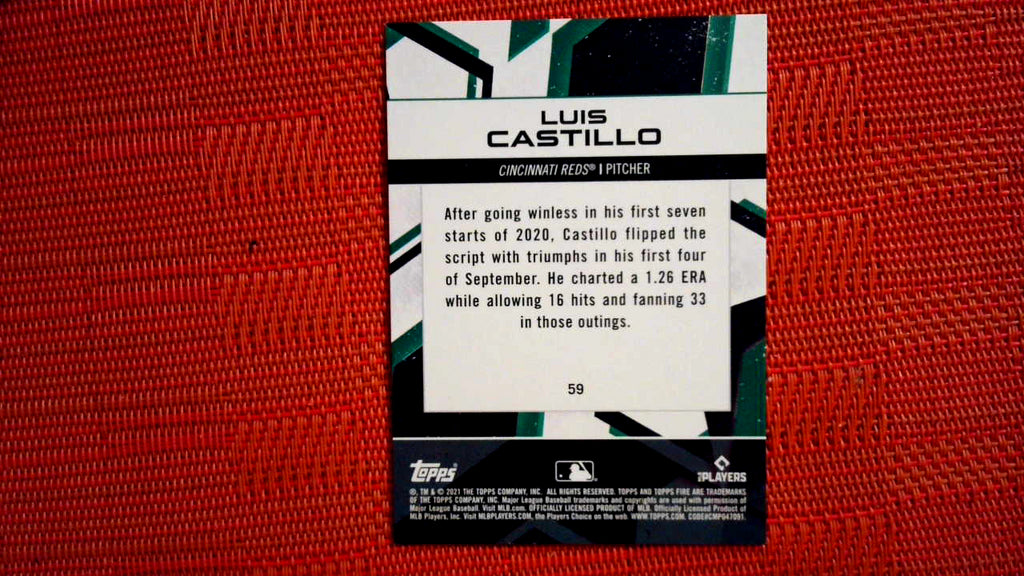 LUIS
CASTILLO
CINCINNATI REDS® | PITCHER
After going winless in his first seven
starts of 2020, Castillo flipped the
script with triumphs in his first four
of September. He charted a 1.26 ERA
while allowing 16 hits and fanning 33
in those outings.
59
topps
PLAYERS
®, TM & © 2021 THE TOPPS COMPANY, INC. ALL RIGHTS RESERVED. TOPPS AND TOPPS FIRE ARE TRADEMARKS
OF THE TOPPS COMPANY, INC. Major League Baseball trademarks and copyrights are used with permission of
Major League Baseball. Visit MLB.com. OFFICIALLY LICENSED PRODUCT OF MLB. Officially Licensed Product of
MLB Players, Inc. Visit MLBPLAYERS.COM, the Players Choice on the web. WWW.TOPPS.COM. CODE#CMP047091.